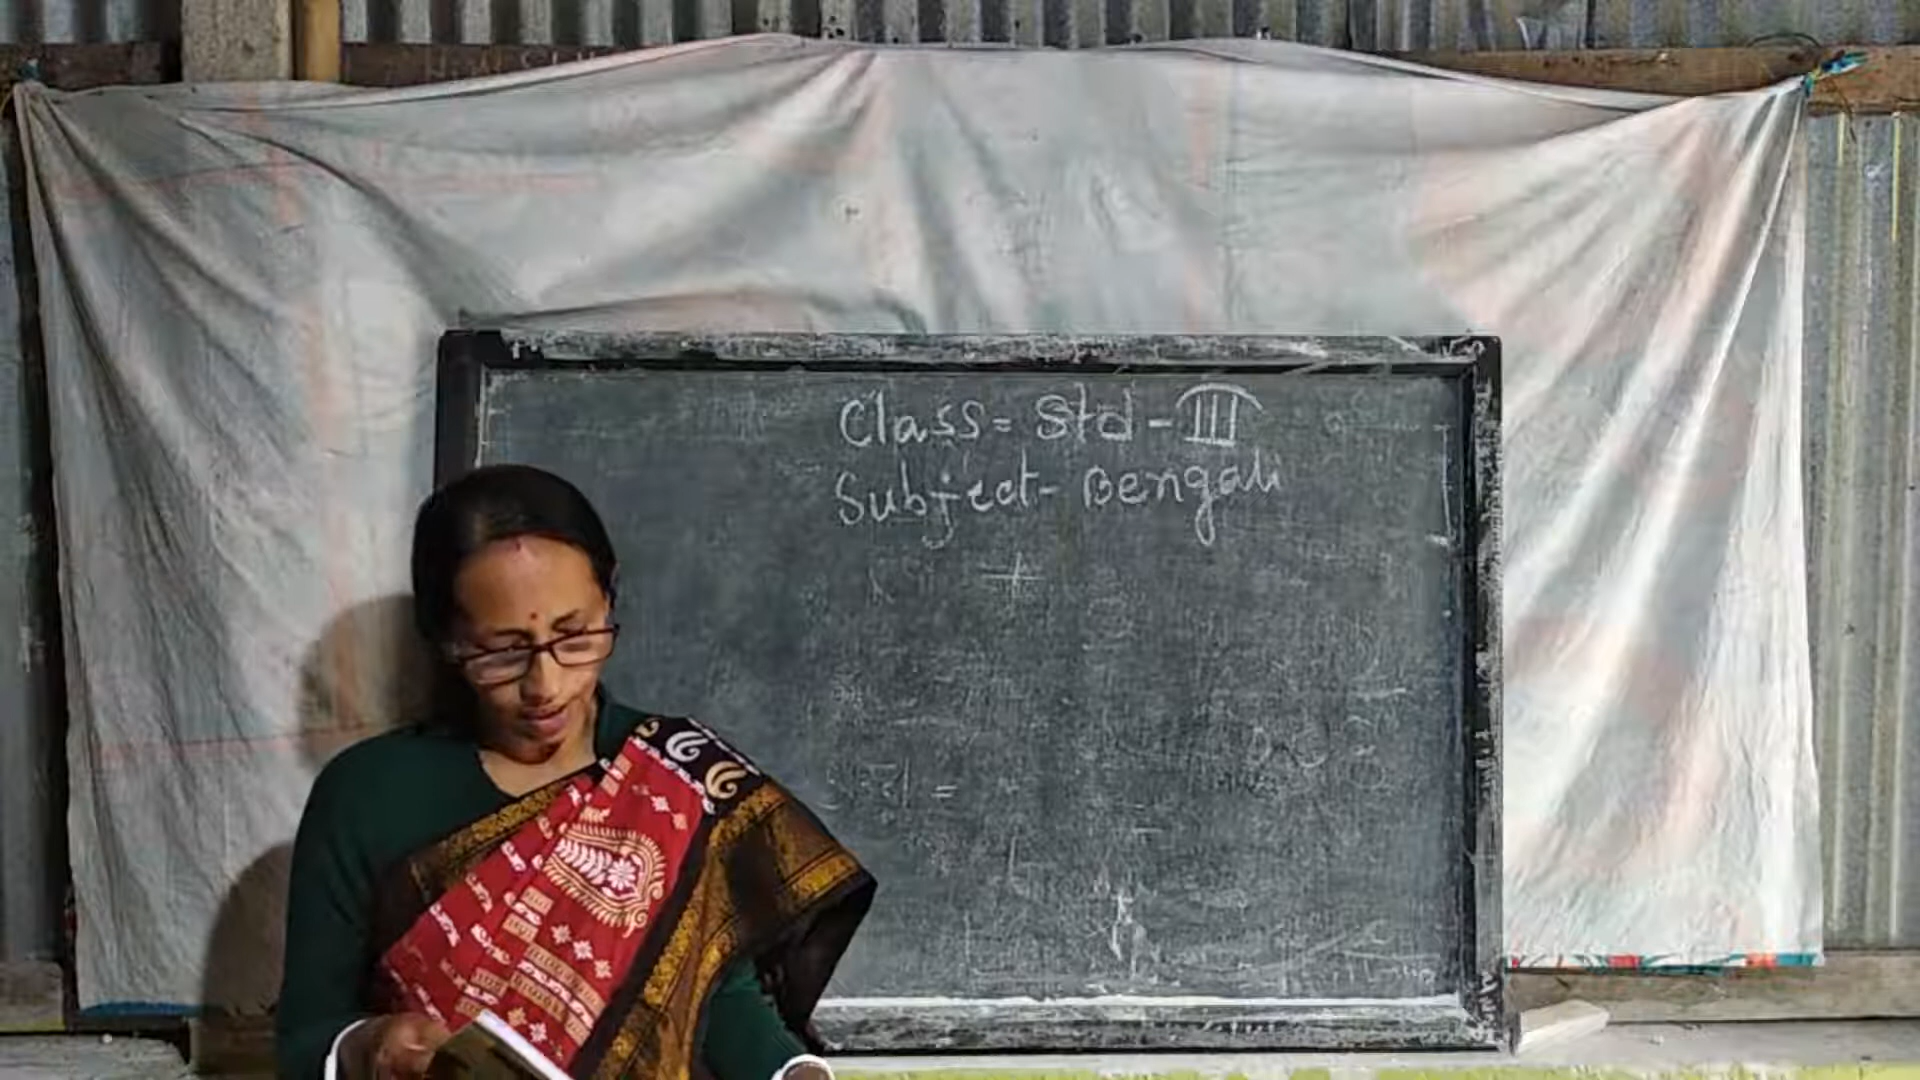 Class = Std - III
Subject - Bengali